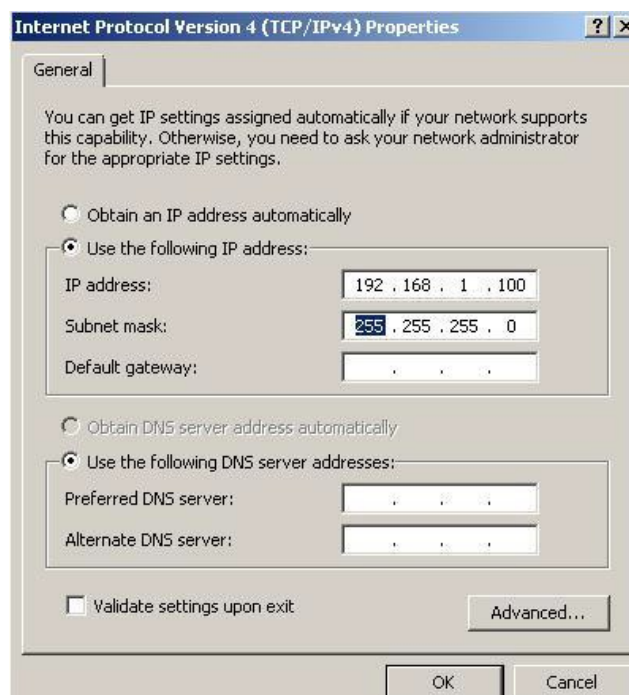 Internet Protocol Version 4 (TCP/IPv4) Properties
General
You can get IP settings assigned automatically if your network supports
this capability. Otherwise, you need to ask your network administrator
for the appropriate IP settings.
Obtain an IP address automatically
Use the following IP address:
IP address: 192 . 168 . 1 . 100
Subnet mask: 255 . 255 . 255 . 0
Default gateway: . . .
Obtain DNS server address automatically
Use the following DNS server addresses:
Preferred DNS server: . . .
Alternate DNS server: . . .
Validate settings upon exit
Advanced...
OK Cancel